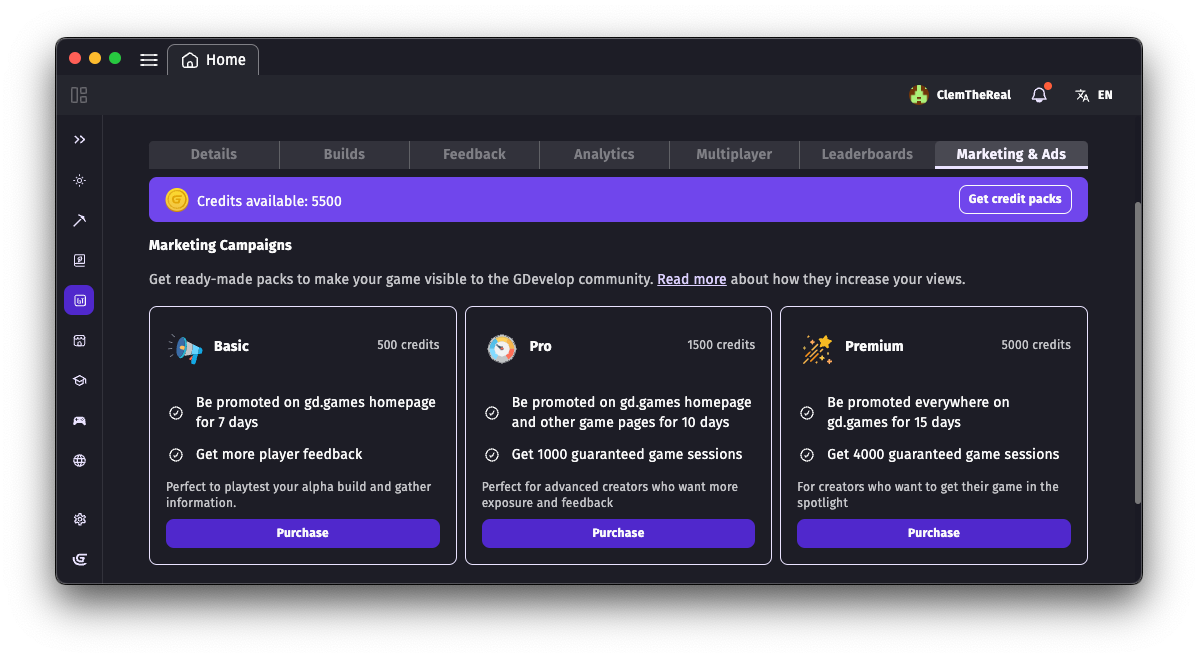 Home
ClemTheReal
EN
Details
Builds
Feedback
Analytics
Multiplayer
Leaderboards
Marketing & Ads
Credits available: 5500
Get credit packs
Marketing Campaigns
Get ready-made packs to make your game visible to the GDevelop community. Read more about how they increase your views.
Basic
500 credits
Be promoted on gd.games homepage
for 7 days
Get more player feedback
Perfect to playtest your alpha build and gather
information.
Purchase
Pro
1500 credits
Be promoted on gd.games homepage
and other game pages for 10 days
Get 1000 guaranteed game sessions
Perfect for advanced creators who want more
exposure and feedback
Purchase
Premium
5000 credits
Be promoted everywhere on
gd.games for 15 days
Get 4000 guaranteed game sessions
For creators who want to get their game in the
spotlight
Purchase